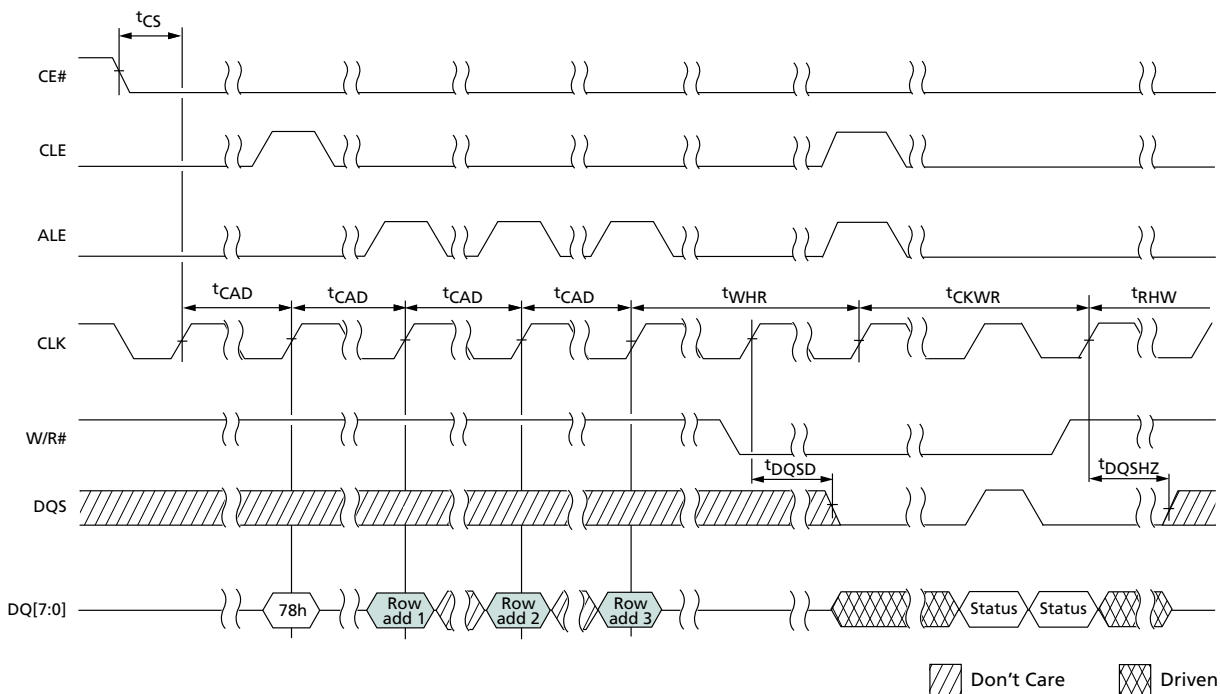 tCS
CE#
CLE
ALE
tCAD tCAD tCAD tCAD tWHR tCKWR tRHW
CLK
W/R#
tDQSD tDQSHZ
DQS
DQ[7:0] 78h Row add 1 Row add 2 Row add 3 Status Status
Don't Care Driven